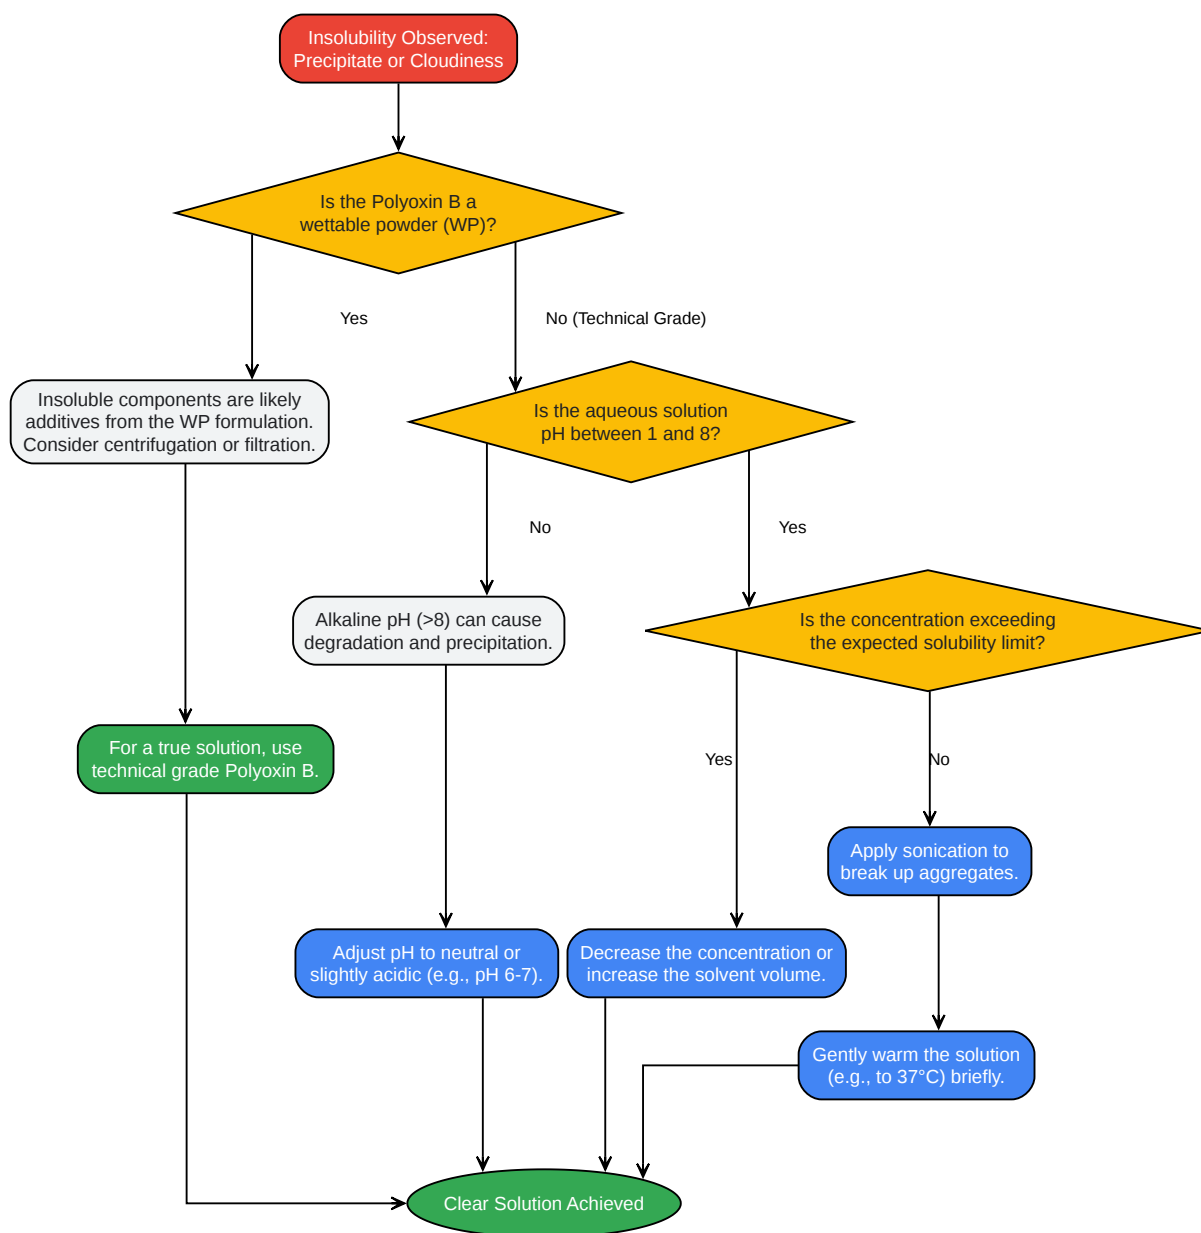 Insolubility Observed:
Precipitate or Cloudiness
Is the Polyoxin B a
wettable powder (WP)?
Yes
No (Technical Grade)
Insoluble components are likely
additives from the WP formulation.
Consider centrifugation or filtration.
Is the aqueous solution
pH between 1 and 8?
No
Yes
Alkaline pH (>8) can cause
degradation and precipitation.
Is the concentration exceeding
the expected solubility limit?
For a true solution, use
technical grade Polyoxin B.
Yes
No
Apply sonication to
break up aggregates.
Adjust pH to neutral or
slightly acidic (e.g., pH 6-7).
Decrease the concentration or
increase the solvent volume.
Gently warm the solution
(e.g., to 37°C) briefly.
Clear Solution Achieved